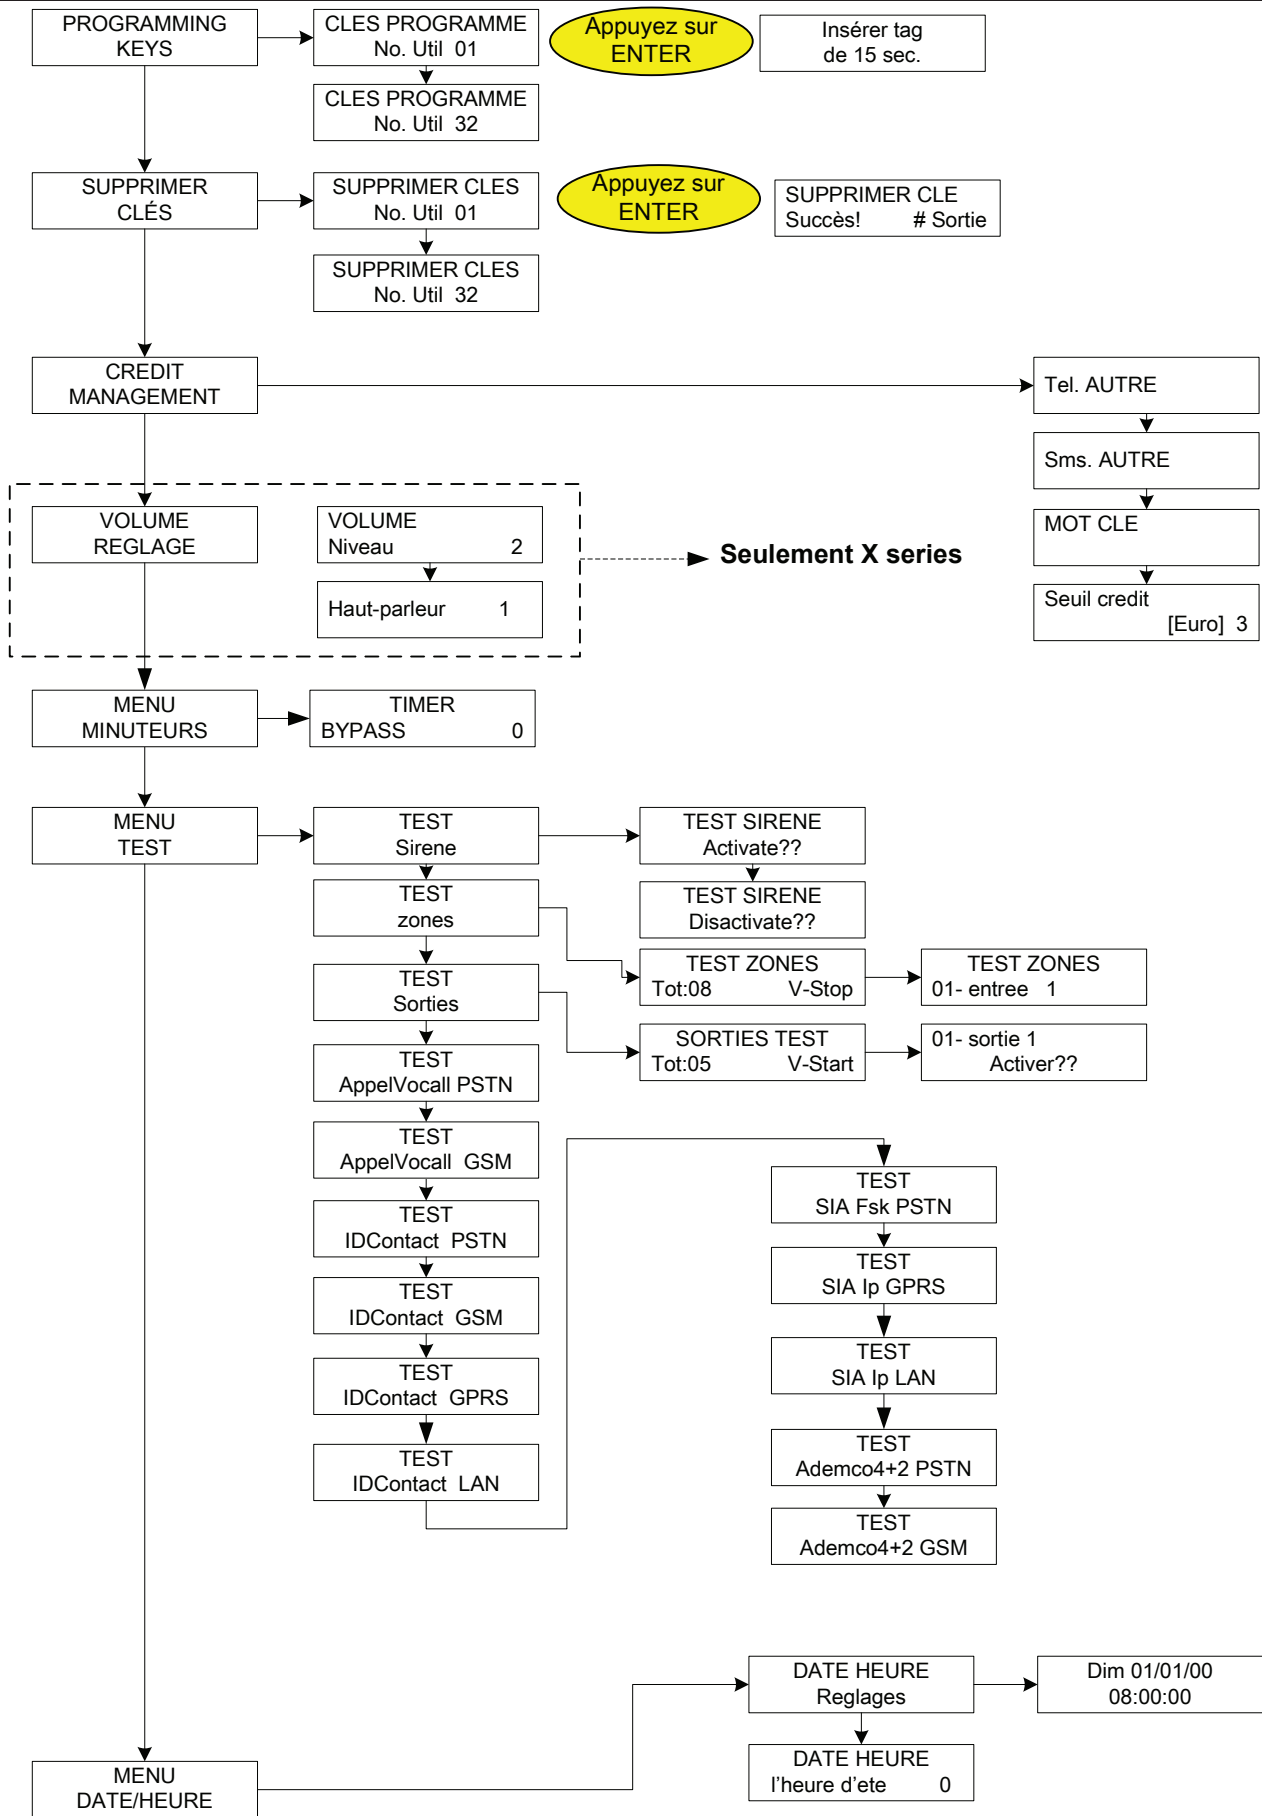 PROGRAMMING
KEYS
CLES PROGRAMME
No. Util 01
Appuyez sur
ENTER
Insérer tag
de 15 sec.
CLES PROGRAMME
No. Util 32
SUPPRIMER
CLÉS
SUPPRIMER CLES
No. Util 01
Appuyez sur
ENTER
SUPPRIMER CLE
Succès! # Sortie
SUPPRIMER CLES
No. Util 32
CREDIT
MANAGEMENT
Tel. AUTRE
Sms. AUTRE
MOT CLE
Seuil credit
[Euro] 3
VOLUME
REGLAGE
VOLUME
Niveau 2
Haut-parleur 1
Seulement X series
MENU
MINUTEURS
TIMER
BYPASS 0
MENU
TEST
TEST
Sirene
TEST SIRENE
Activate??
TEST SIRENE
Disactivate??
TEST
zones
TEST ZONES
Tot:08 V-Stop
TEST ZONES
01- entree 1
TEST
Sorties
SORTIES TEST
Tot:05 V-Start
01- sortie 1
Activer??
TEST
AppelVocall PSTN
TEST
AppelVocall GSM
TEST
IDContact PSTN
TEST
IDContact GSM
TEST
IDContact GPRS
TEST
IDContact LAN
TEST
SIA Fsk PSTN
TEST
SIA Ip GPRS
TEST
SIA Ip LAN
TEST
Ademco4+2 PSTN
TEST
Ademco4+2 GSM
MENU
DATE/HEURE
DATE HEURE
Reglages
Dim 01/01/00
08:00:00
DATE HEURE
l'heure d'ete 0